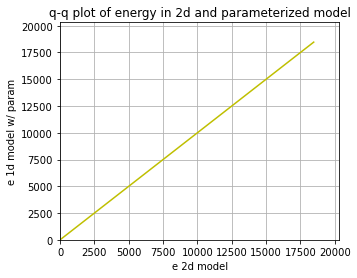 q-q plot of energy in 2d and parameterized model
20000
17500
15000
12500
10000
7500
5000
2500
0
e 1d model w/ param
0 2500 5000 7500 10000 12500 15000 17500 20000
e 2d model